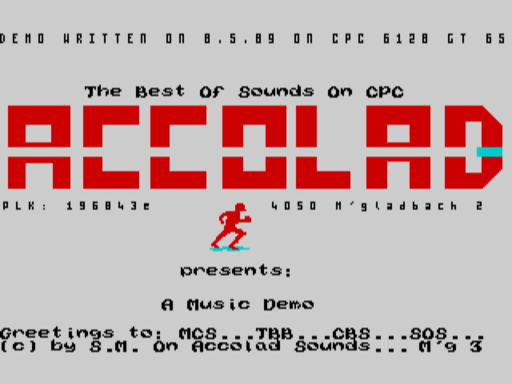 DEMO WRITTEN ON 8.5.89 ON CPC 6128 GT 65
The Best Of Sounds On CPC
ACCOLAD
PLK: 196843e
4050 M'gladbach 2
presents:
A Music Demo
Greetings to: MCS...TBB...CBS...SOS...
(c) by S.M. On Accolad Sounds... M'g 3